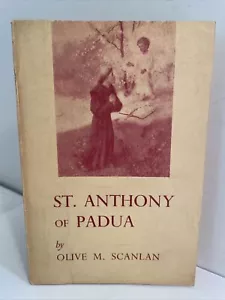 ST. ANTHONY
OF PADUA
by
OLIVE M. SCANLAN